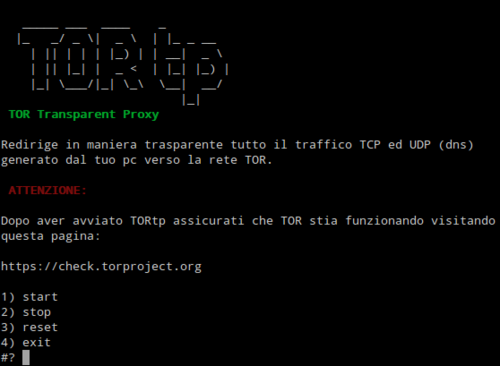 TOR tp
TOR Transparent Proxy
Redirige in maniera trasparente tutto il traffico TCP ed UDP (dns)
generato dal tuo pc verso la rete TOR.
ATTENZIONE:
Dopo aver avviato TORtp assicurati che TOR stia funzionando visitando
questa pagina:
https://check.torproject.org
1) start
2) stop
3) reset
4) exit
#?